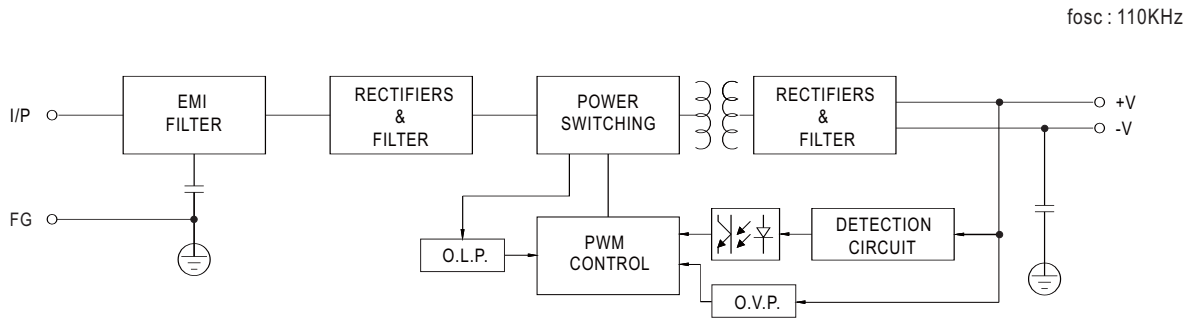 fosc : 110KHz
I/P
EMI
FILTER
RECTIFIERS
&
FILTER
POWER
SWITCHING
RECTIFIERS
&
FILTER
+V
-V
FG
O.L.P.
PWM
CONTROL
DETECTION
CIRCUIT
O.V.P.